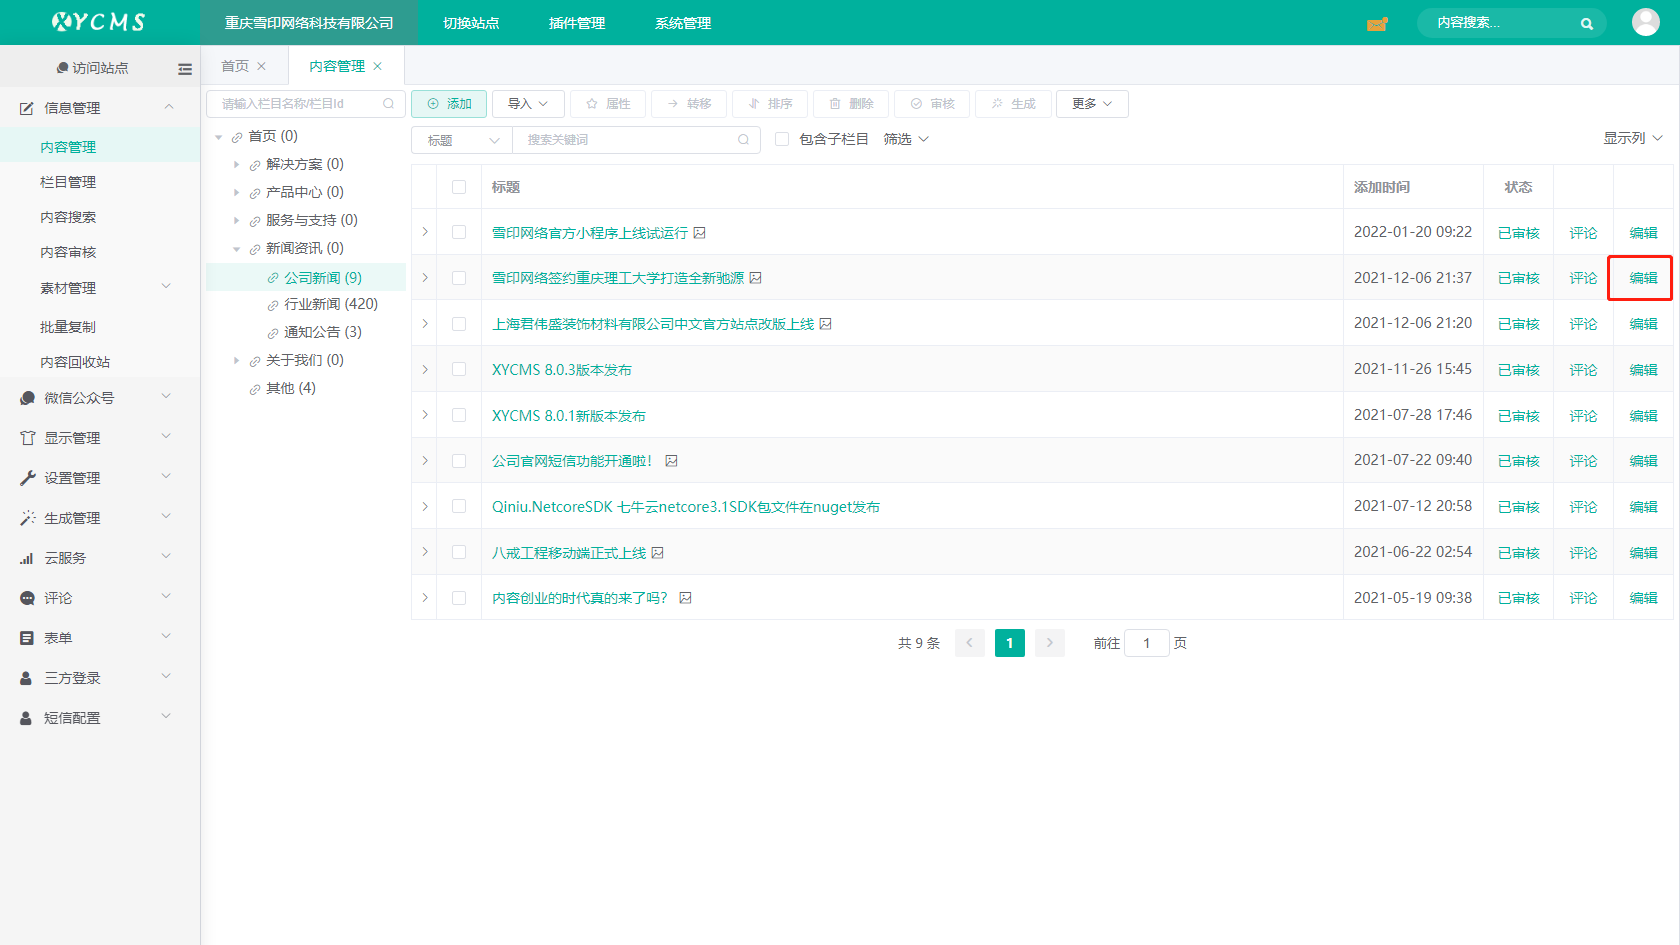 XYCMS
重庆雪印网络科技有限公司
切换站点
插件管理
系统管理
内容搜索...
访问站点
信息管理
内容管理
栏目管理
内容搜索
内容审核
素材管理
批量复制
内容回收站
微信公众号
显示管理
设置管理
生成管理
云服务
评论
表单
三方登录
短信配置
首页
内容管理
请输入栏目名称/栏目Id
首页 (0)
解决方案 (0)
产品中心 (0)
服务与支持 (0)
新闻资讯 (0)
公司新闻 (9)
行业新闻 (420)
通知公告 (3)
关于我们 (0)
其他 (4)
添加 导入 属性 转移 排序 删除 审核 生成 更多
标题 搜索关键词 包含子栏目 筛选 显示列
标题 添加时间 状态
雪印网络官方小程序上线试运行 2022-01-20 09:22 已审核 评论 编辑
雪印网络签约重庆理工大学打造全新驰源 2021-12-06 21:37 已审核 评论 编辑
上海君伟盛装饰材料有限公司中文官方站点改版上线 2021-12-06 21:20 已审核 评论 编辑
XYCMS 8.0.3版本发布 2021-11-26 15:45 已审核 评论 编辑
XYCMS 8.0.1新版本发布 2021-07-28 17:46 已审核 评论 编辑
公司官网短信功能开通啦！ 2021-07-22 09:40 已审核 评论 编辑
Qiniu.NetcoreSDK 七牛云netcore3.1SDK包文件在nuget发布 2021-07-12 20:58 已审核 评论 编辑
八戒工程移动端正式上线 2021-06-22 02:54 已审核 评论 编辑
内容创业的时代真的来了吗？ 2021-05-19 09:38 已审核 评论 编辑
共 9 条 1 前往 1 页